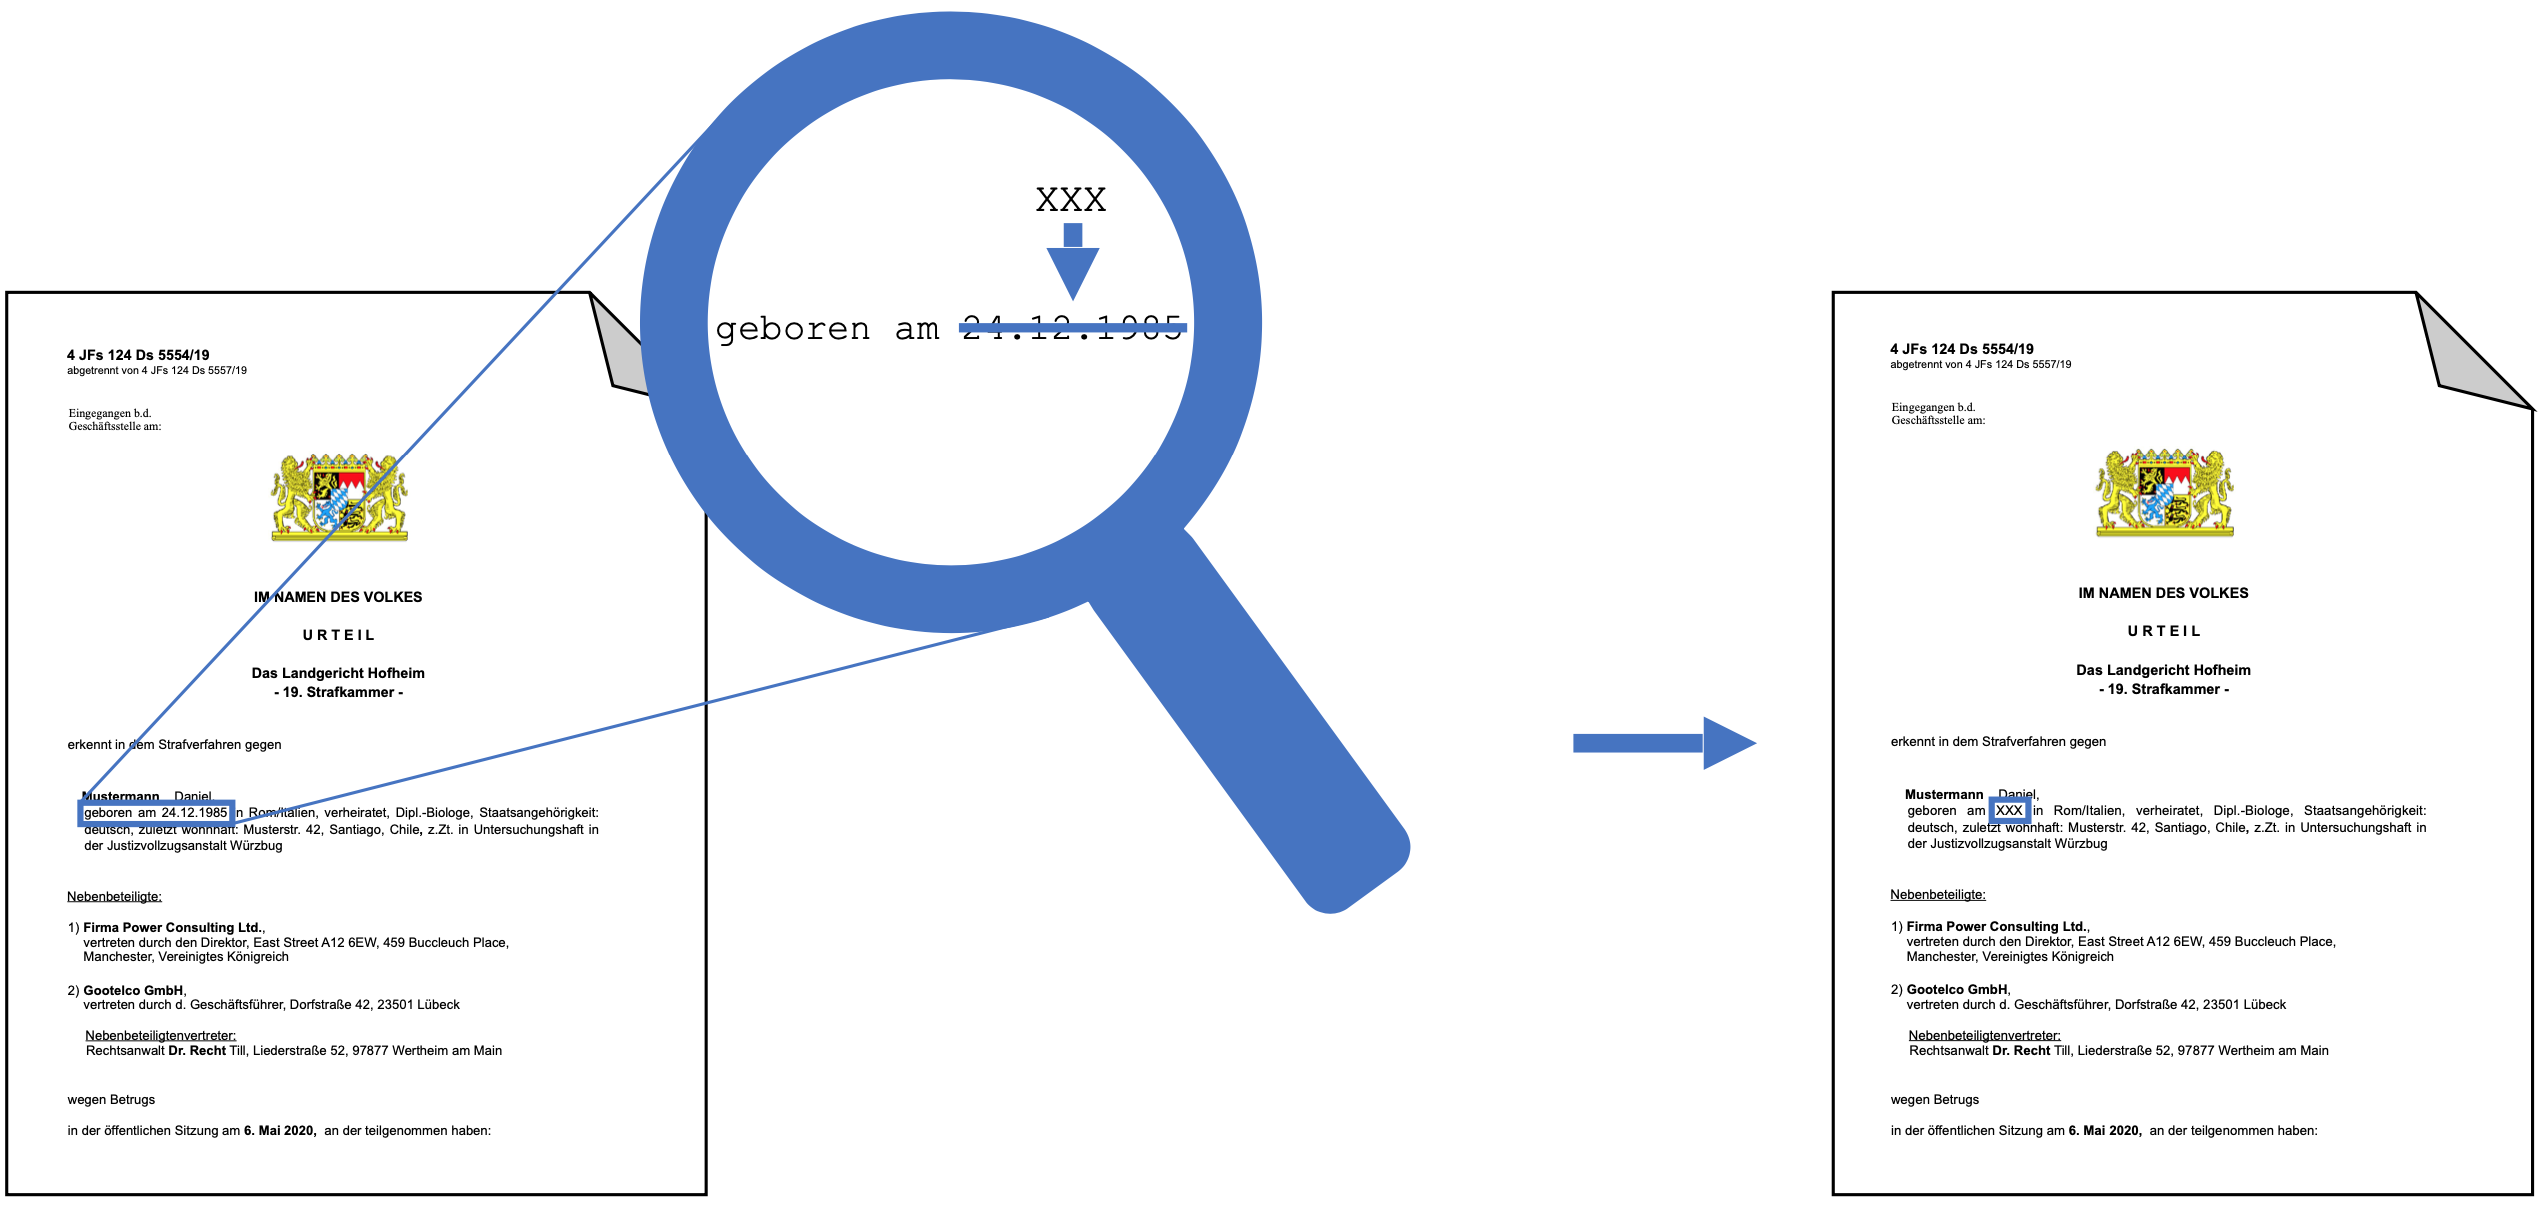 4 JFs 124 Ds 5554/19
abgetrennt von 4 JFs 124 Ds 5557/19
Eingegangen b.d.
Geschäftsstelle am:
IM NAMEN DES VOLKES
U R T E I L
Das Landgericht Hofheim
- 19. Strafkammer -
erkennt in dem Strafverfahren gegen
Mustermann Daniel,
geboren am 24.12.1985 in Rom/Italien, verheiratet, Dipl.-Biologe, Staatsangehörigkeit:
deutsch, zuletzt wohnhaft: Musterstr. 42, Santiago, Chile, z.Zt. in Untersuchungshaft in
der Justizvollzugsanstalt Würzbug
Nebenbeteiligte:
1) Firma Power Consulting Ltd.,
vertreten durch den Direktor, East Street A12 6EW, 459 Buccleuch Place,
Manchester, Vereinigtes Königreich
2) Gootelco GmbH,
vertreten durch d. Geschäftsführer, Dorfstraße 42, 23501 Lübeck
Nebenbeteiligtenvertreter:
Rechtsanwalt Dr. Recht Till, Liederstraße 52, 97877 Wertheim am Main
wegen Betrugs
in der öffentlichen Sitzung am 6. Mai 2020, an der teilgenommen haben:
XXX
geboren am 24.12.1985
4 JFs 124 Ds 5554/19
abgetrennt von 4 JFs 124 Ds 5557/19
Eingegangen b.d.
Geschäftsstelle am:
IM NAMEN DES VOLKES
U R T E I L
Das Landgericht Hofheim
- 19. Strafkammer -
erkennt in dem Strafverfahren gegen
Mustermann Daniel,
geboren am XXX in Rom/Italien, verheiratet, Dipl.-Biologe, Staatsangehörigkeit:
deutsch, zuletzt wohnhaft: Musterstr. 42, Santiago, Chile, z.Zt. in Untersuchungshaft in
der Justizvollzugsanstalt Würzbug
Nebenbeteiligte:
1) Firma Power Consulting Ltd.,
vertreten durch den Direktor, East Street A12 6EW, 459 Buccleuch Place,
Manchester, Vereinigtes Königreich
2) Gootelco GmbH,
vertreten durch d. Geschäftsführer, Dorfstraße 42, 23501 Lübeck
Nebenbeteiligtenvertreter:
Rechtsanwalt Dr. Recht Till, Liederstraße 52, 97877 Wertheim am Main
wegen Betrugs
in der öffentlichen Sitzung am 6. Mai 2020, an der teilgenommen haben: